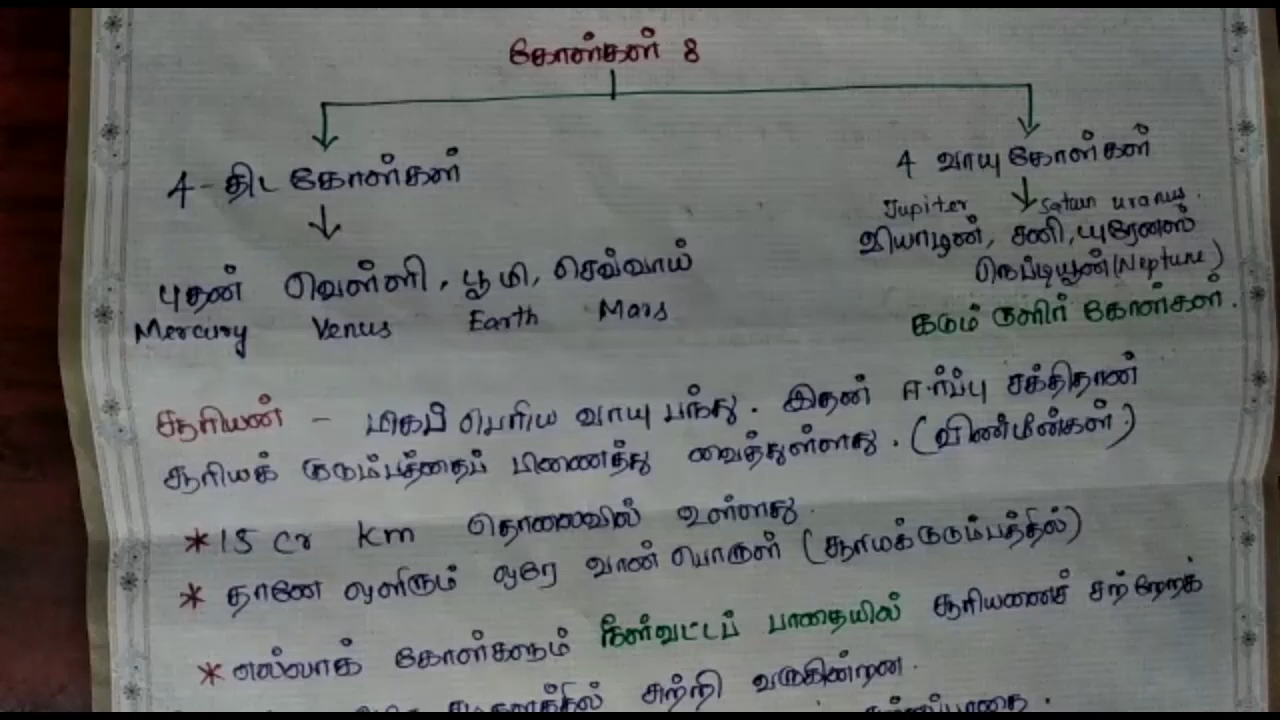 கோள்கள் 8
4 - திட கோள்கள்
4 வாயு கோள்கள்
புதன் வெள்ளி, பூமி, செவ்வாய்
Mercury Venus Earth Mars
Jupiter Saturn uranus.
வியாழன், சனி, யுரேனஸ்
நெப்டியூன் (Neptune)
கடும் குளிர் கோள்கள்.
சூரியன் - மிகப் பெரிய வாயு பந்து. இதன் ஈர்ப்பு சக்திதான்
சூரியக் குடும்பத்தைப் பிணைத்து வைத்துள்ளது. (விண்மீன்கள்.)
* 15 Cr Km தொலைவில் உள்ளது.
* தானே ஒளிரும் ஒரே வான் பொருள் (சூரியக்குடும்பத்தில்)
* எல்லாக் கோள்களும் நீள்வட்டப் பாதையில் சூரியனைச்
சுற்றி வருகின்றன.